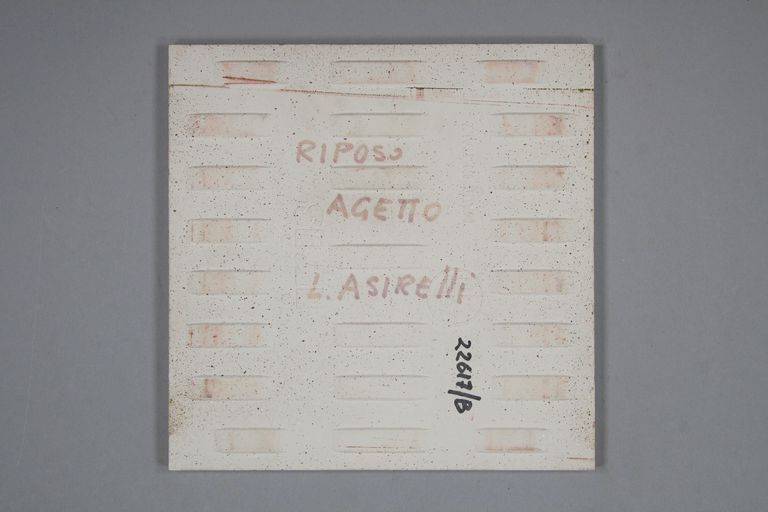 RIPOSO
AGETTO
L. ASIRElli
22617/B